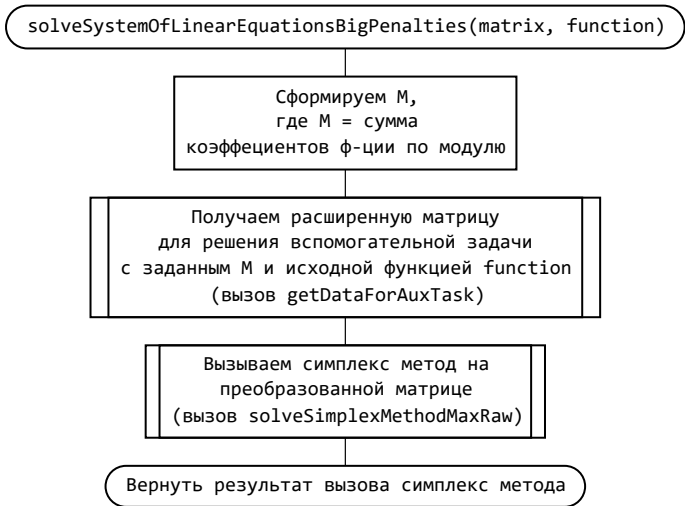 solveSystemOfLinearEquationsBigPenalties(matrix, function)
Сформируем M,
где M = сумма
коэффециентов ф-ции по модулю
Получаем расширенную матрицу
для решения вспомогательной задачи
с заданным M и исходной функцией function
(вызов getDataForAuxTask)
Вызываем симплекс метод на
преобразованной матрице
(вызов solveSimplexMethodMaxRaw)
Вернуть результат вызова симплекс метода